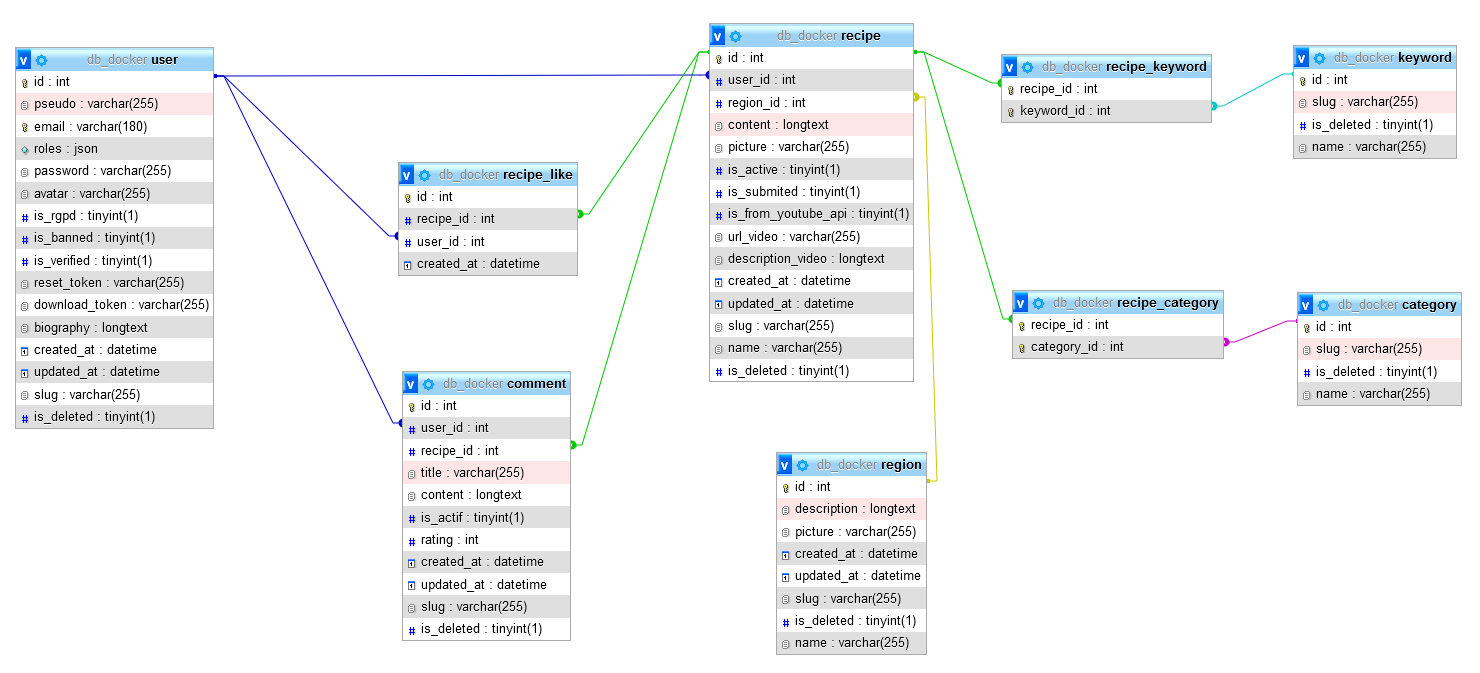 v db_docker user
id : int
pseudo : varchar(255)
email : varchar(180)
roles : json
password : varchar(255)
avatar : varchar(255)
is_rgpd : tinyint(1)
is_banned : tinyint(1)
is_verified : tinyint(1)
reset_token : varchar(255)
download_token : varchar(255)
biography : longtext
created_at : datetime
updated_at : datetime
slug : varchar(255)
is_deleted : tinyint(1)
v db_docker recipe_like
id : int
recipe_id : int
user_id : int
created_at : datetime
v db_docker comment
id : int
user_id : int
recipe_id : int
title : varchar(255)
content : longtext
is_actif : tinyint(1)
rating : int
created_at : datetime
updated_at : datetime
slug : varchar(255)
is_deleted : tinyint(1)
v db_docker recipe
id : int
user_id : int
region_id : int
content : longtext
picture : varchar(255)
is_active : tinyint(1)
is_submited : tinyint(1)
is_from_youtube_api : tinyint(1)
url_video : varchar(255)
description_video : longtext
created_at : datetime
updated_at : datetime
slug : varchar(255)
name : varchar(255)
is_deleted : tinyint(1)
v db_docker region
id : int
description : longtext
picture : varchar(255)
created_at : datetime
updated_at : datetime
slug : varchar(255)
is_deleted : tinyint(1)
name : varchar(255)
v db_docker recipe_keyword
recipe_id : int
keyword_id : int
v db_docker recipe_category
recipe_id : int
category_id : int
v db_docker keyword
id : int
slug : varchar(255)
is_deleted : tinyint(1)
name : varchar(255)
v db_docker category
id : int
slug : varchar(255)
is_deleted : tinyint(1)
name : varchar(255)